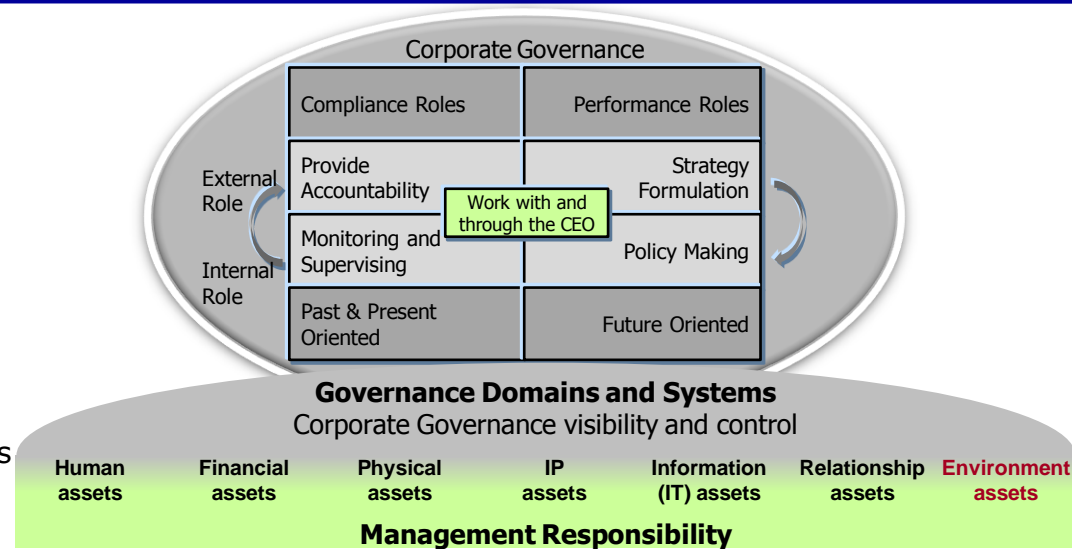 Corporate Governance
Compliance Roles
Performance Roles
External
Role
Provide
Accountability
Strategy
Formulation
Work with and
through the CEO
Internal
Role
Monitoring and
Supervising
Policy Making
Past & Present
Oriented
Future Oriented
Governance Domains and Systems
Corporate Governance visibility and control
s
Human
assets
Financial
assets
Physical
assets
IP
assets
Information
(IT) assets
Relationship
assets
Environment
assets
Management Responsibility